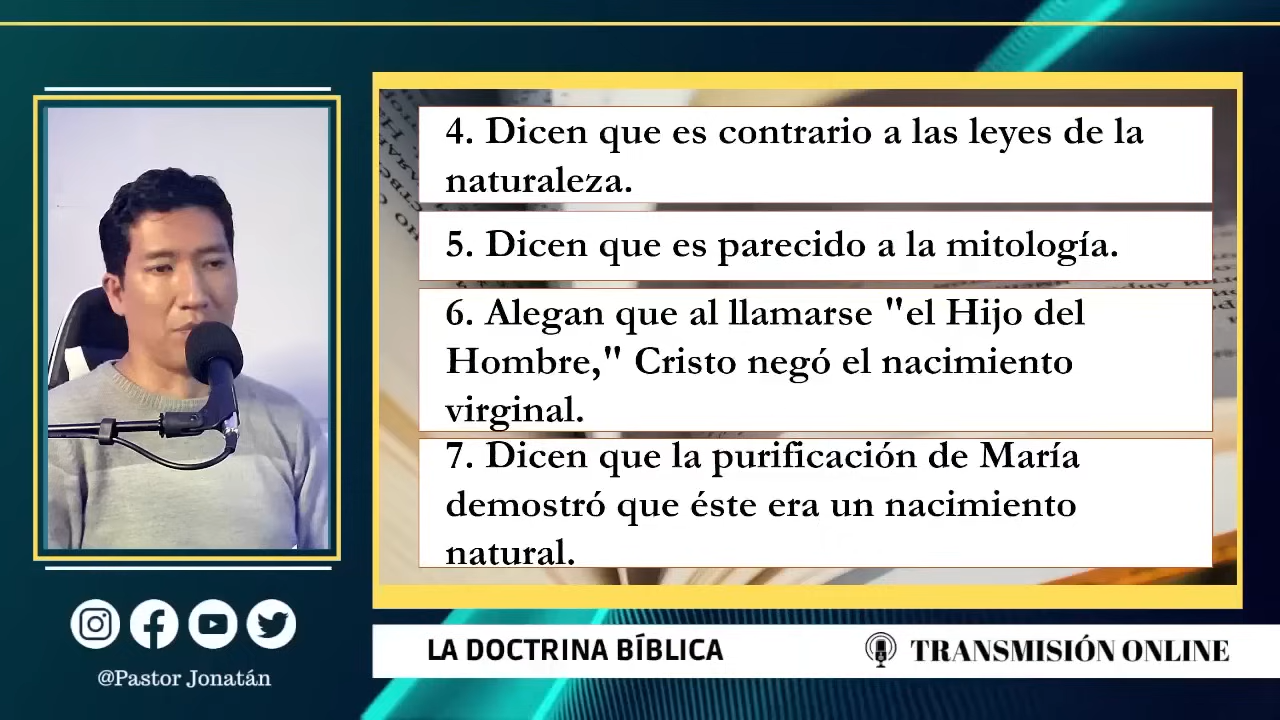 4. Dicen que es contrario a las leyes de la
naturaleza.
5. Dicen que es parecido a la mitología.
6. Alegan que al llamarse "el Hijo del
Hombre," Cristo negó el nacimiento
virginal.
7. Dicen que la purificación de María
demostró que éste era un nacimiento
natural.
@Pastor Jonatán
LA DOCTRINA BÍBLICA
TRANSMISIÓN ONLINE